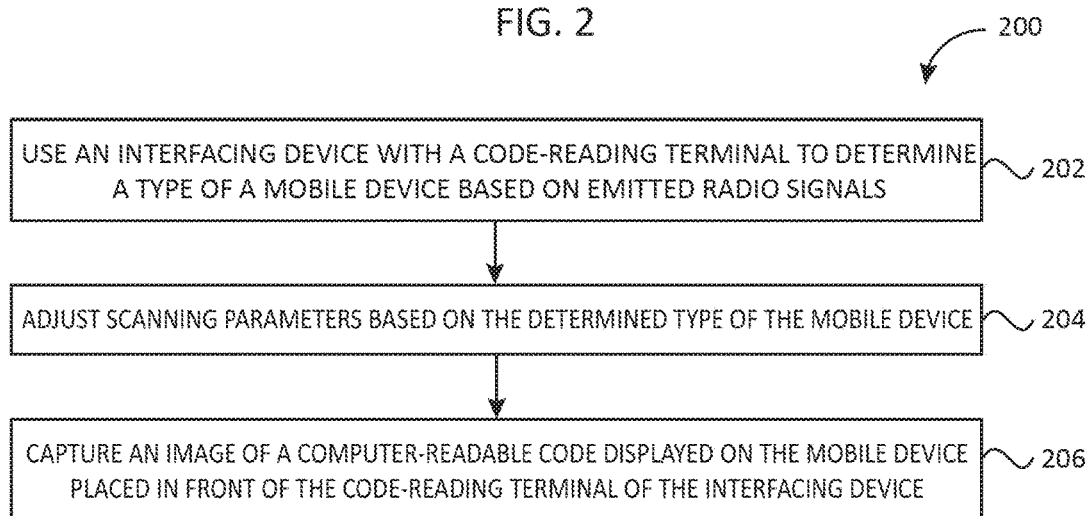 FIG. 2
200
USE AN INTERFACING DEVICE WITH A CODE-READING TERMINAL TO DETERMINE
A TYPE OF A MOBILE DEVICE BASED ON EMITTED RADIO SIGNALS
202
ADJUST SCANNING PARAMETERS BASED ON THE DETERMINED TYPE OF THE MOBILE DEVICE
204
CAPTURE AN IMAGE OF A COMPUTER-READABLE CODE DISPLAYED ON THE MOBILE DEVICE
PLACED IN FRONT OF THE CODE-READING TERMINAL OF THE INTERFACING DEVICE
206